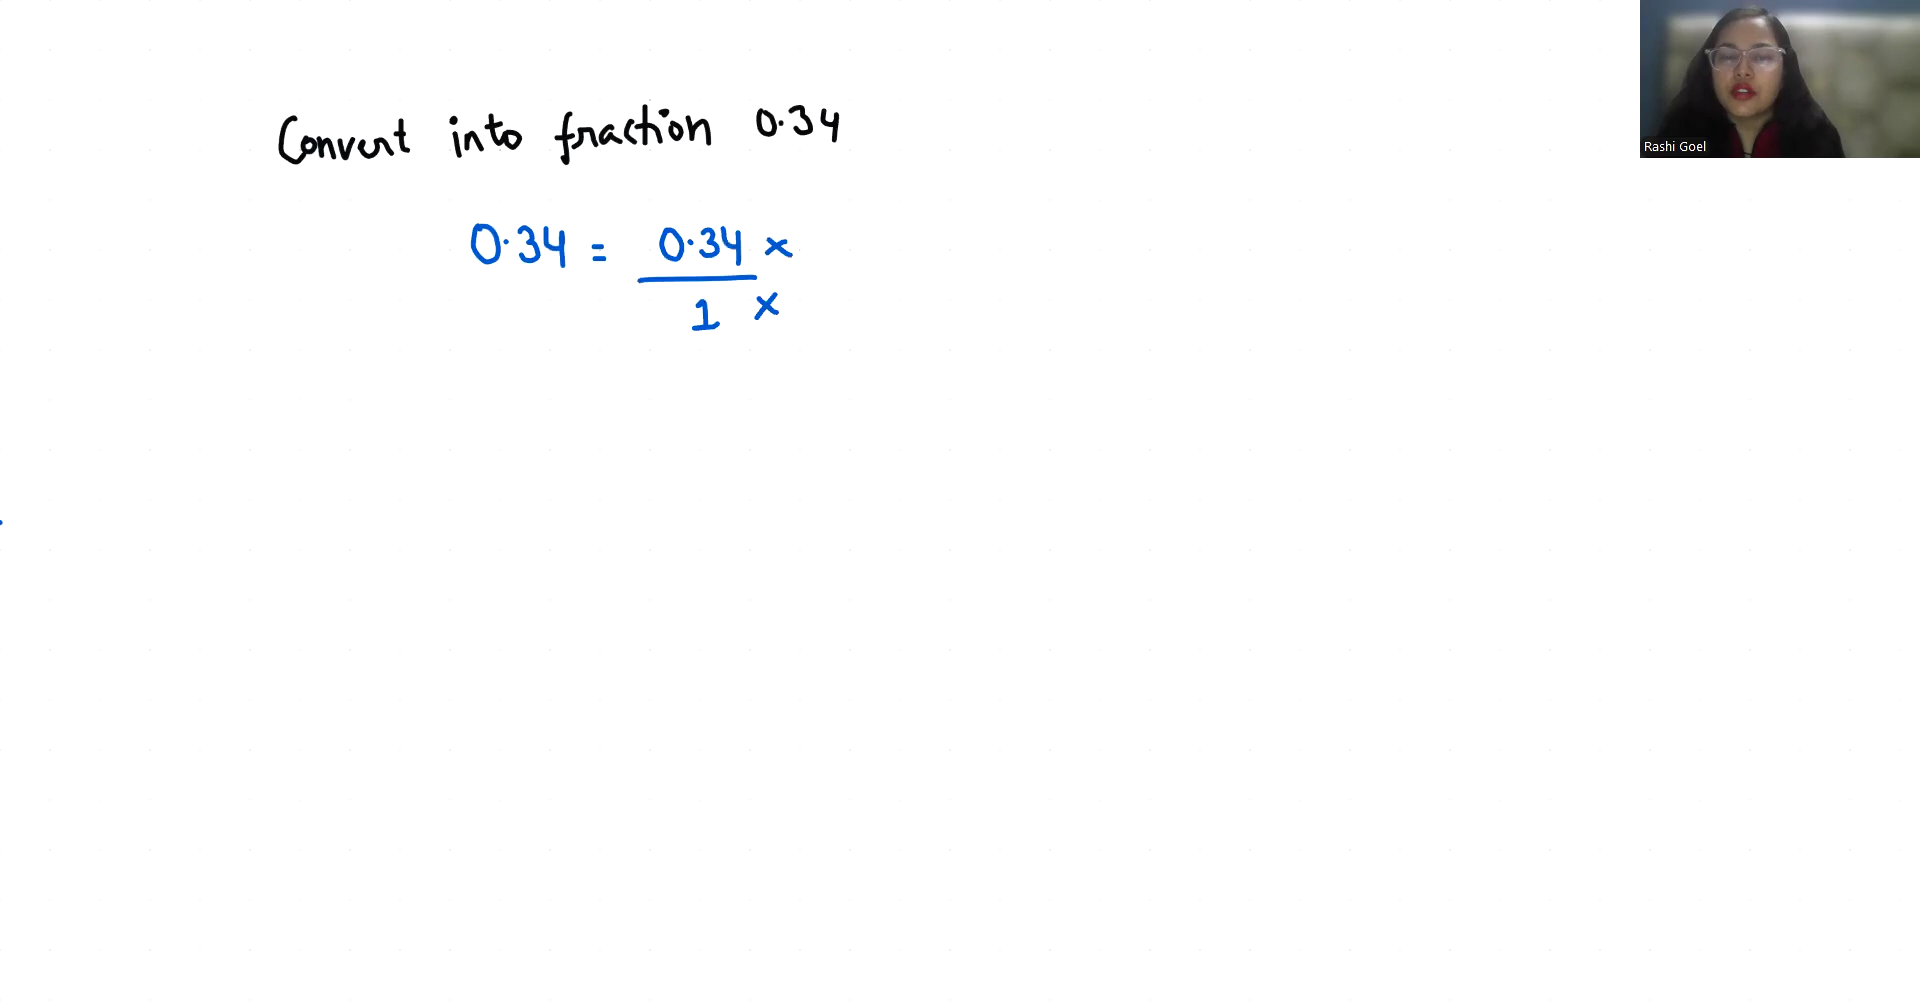 Convert into fraction 0.34
0.34 = 0.34 ×
1 ×
Rashi Goel